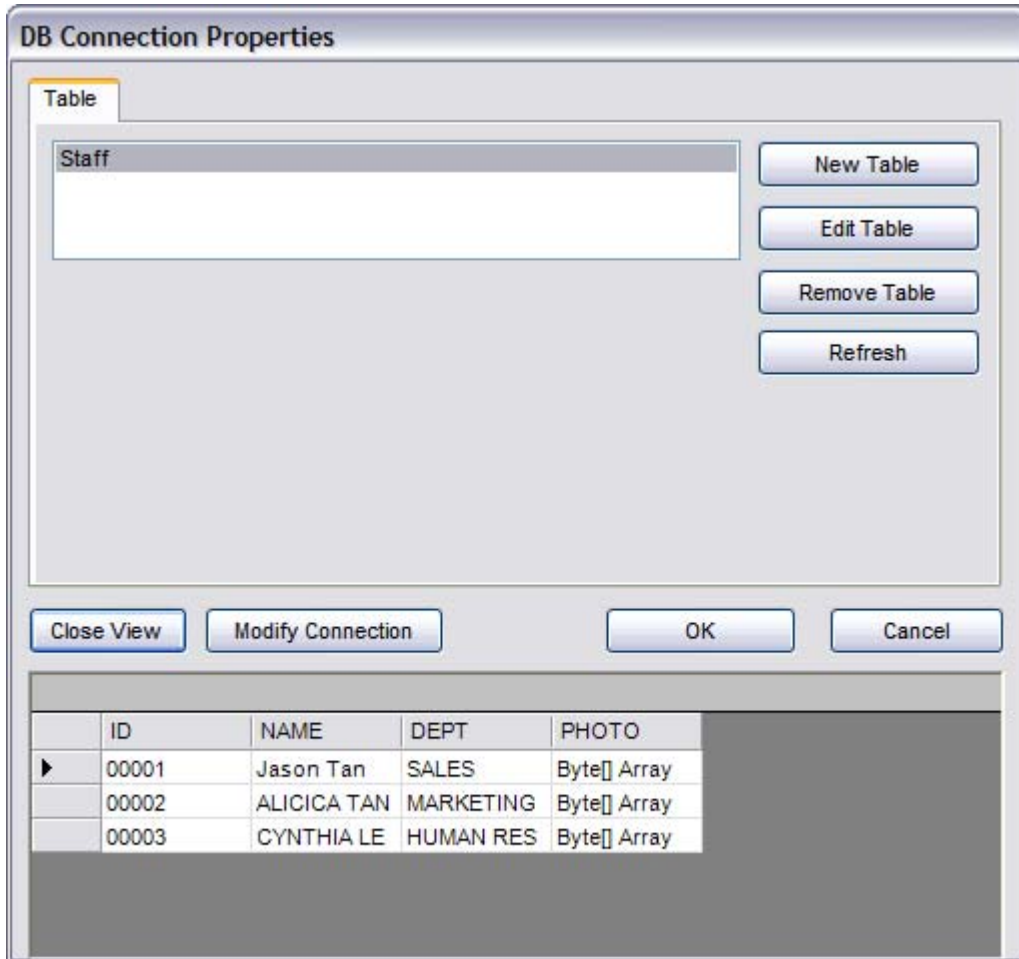 DB Connection Properties
Table
Staff
New Table
Edit Table
Remove Table
Refresh
Close View Modify Connection OK Cancel
ID NAME DEPT PHOTO
00001 Jason Tan SALES Byte[] Array
00002 ALICICA TAN MARKETING Byte[] Array
00003 CYNTHIA LE HUMAN RES Byte[] Array